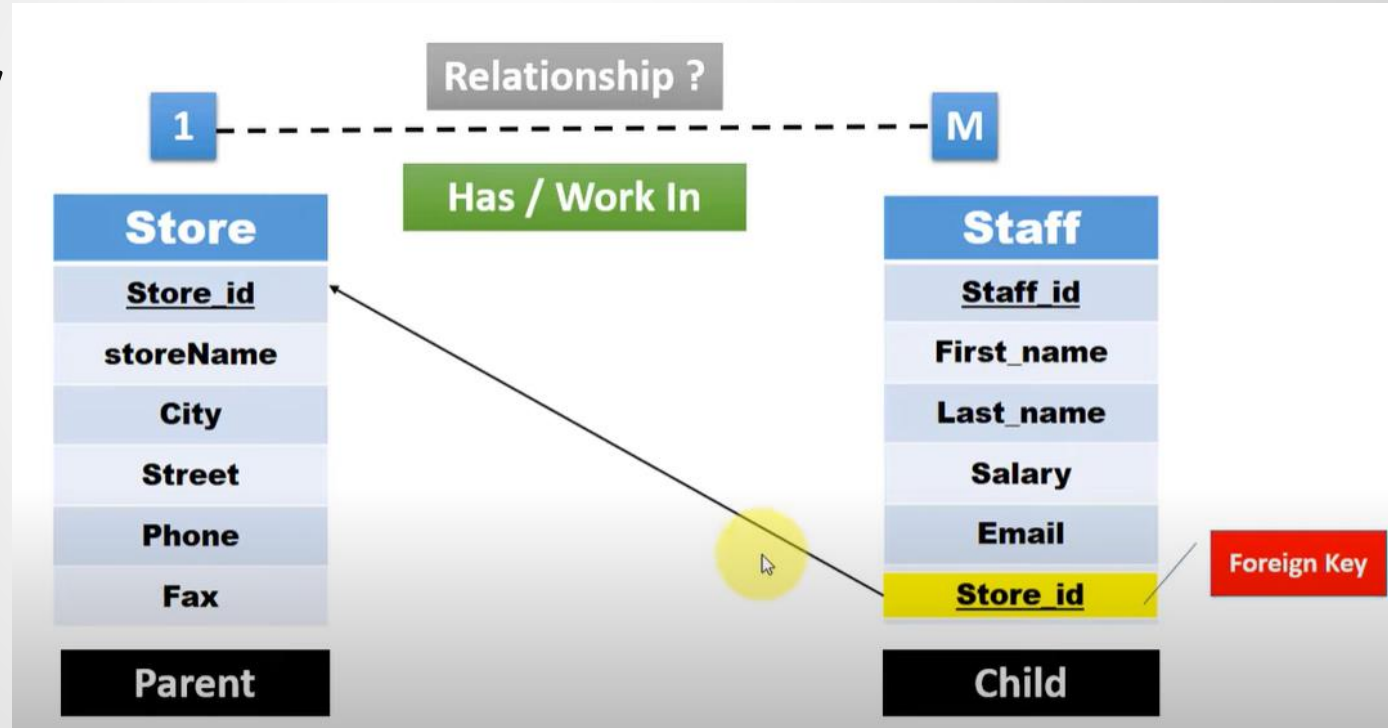 Relationship ?
1
M
Has / Work In
Store
Store_id
storeName
City
Street
Phone
Fax
Parent
Staff
Staff_id
First_name
Last_name
Salary
Email
Store_id
Foreign Key
Child